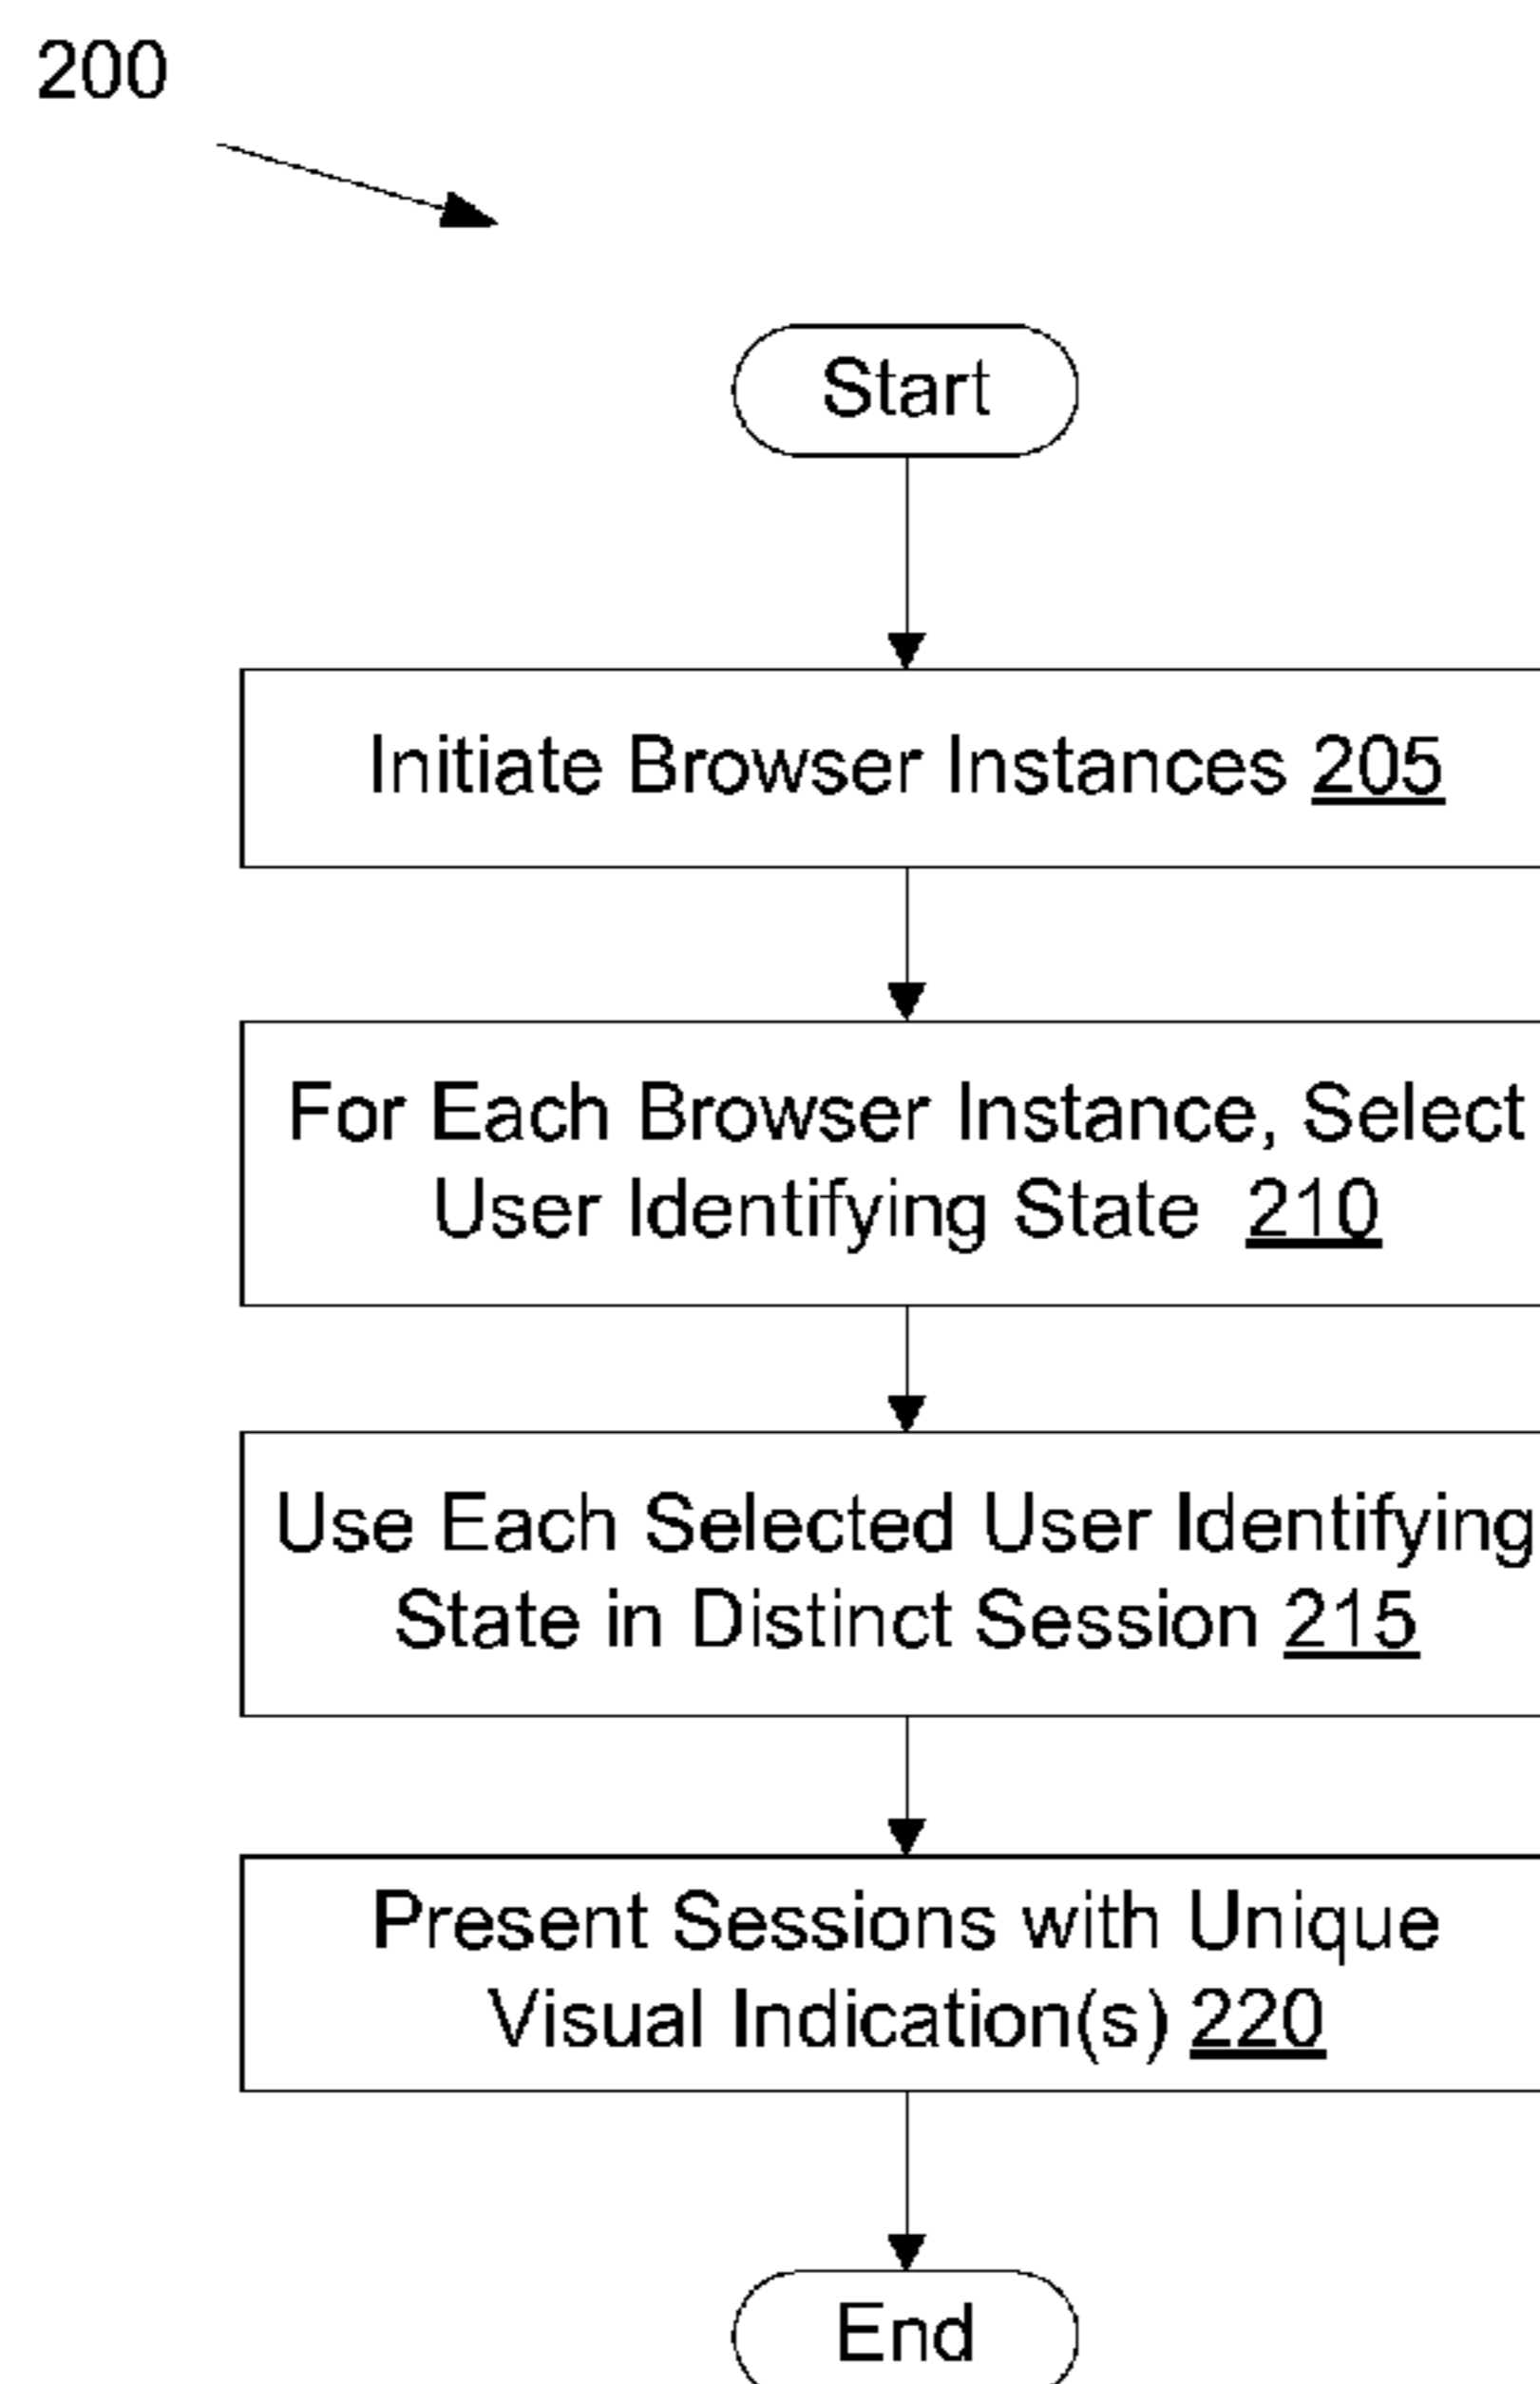 200
Start
Initiate Browser Instances 205
For Each Browser Instance, Select
User Identifying State 210
Use Each Selected User Identifying
State in Distinct Session 215
Present Sessions with Unique
Visual Indication(s) 220
End